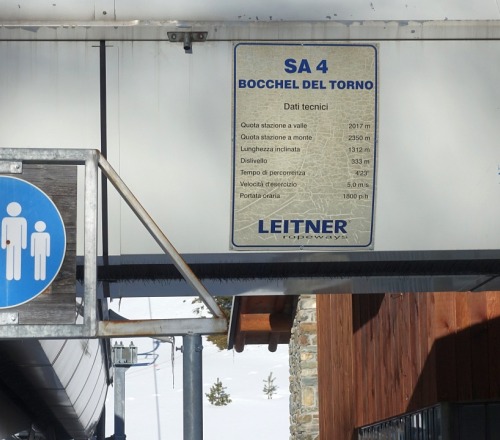 SA 4
BOCCHEL DEL TORNO
Dati tecnici
Quota stazione a valle 2017 m
Quota stazione a monte 2350 m
Lunghezza inclinata 1312 m
Dislivello 333 m
Tempo di percorrenza 4'23"
Velocità d'esercizio 5,0 m/s
Portata oraria 1800 p/h
LEITNER
ropeways